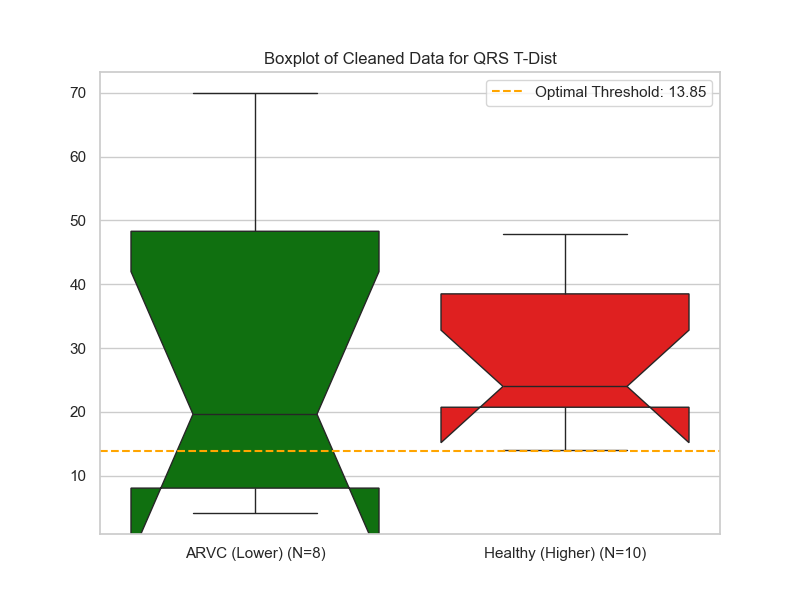 Boxplot of Cleaned Data for QRS T-Dist
Optimal Threshold: 13.85
70
60
50
40
30
20
10
ARVC (Lower) (N=8)
Healthy (Higher) (N=10)